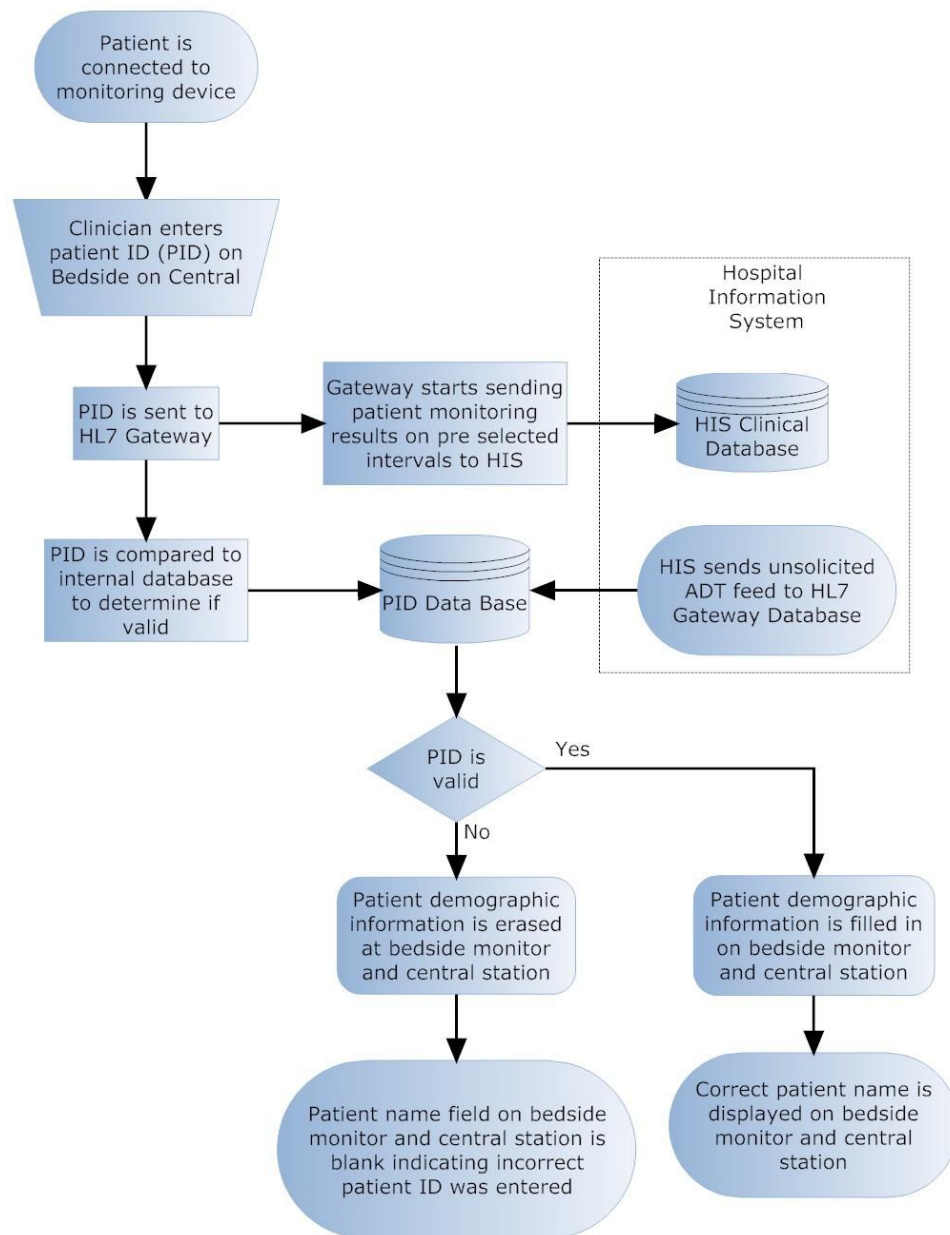 Patient is
connected to
monitoring device
Clinician enters
patient ID (PID) on
Bedside on Central
Hospital
Information
System
PID is sent to
HL7 Gateway
Gateway starts sending
patient monitoring
results on pre selected
intervals to HIS
HIS Clinical
Database
PID is compared to
internal database
to determine if
valid
PID Data Base
HIS sends unsolicited
ADT feed to HL7
Gateway Database
PID is
valid
Yes
No
Patient demographic
information is erased
at bedside monitor
and central station
Patient demographic
information is filled in
on bedside monitor
and central station
Patient name field on bedside
monitor and central station is
blank indicating incorrect
patient ID was entered
Correct patient name is
displayed on bedside
monitor and central
station